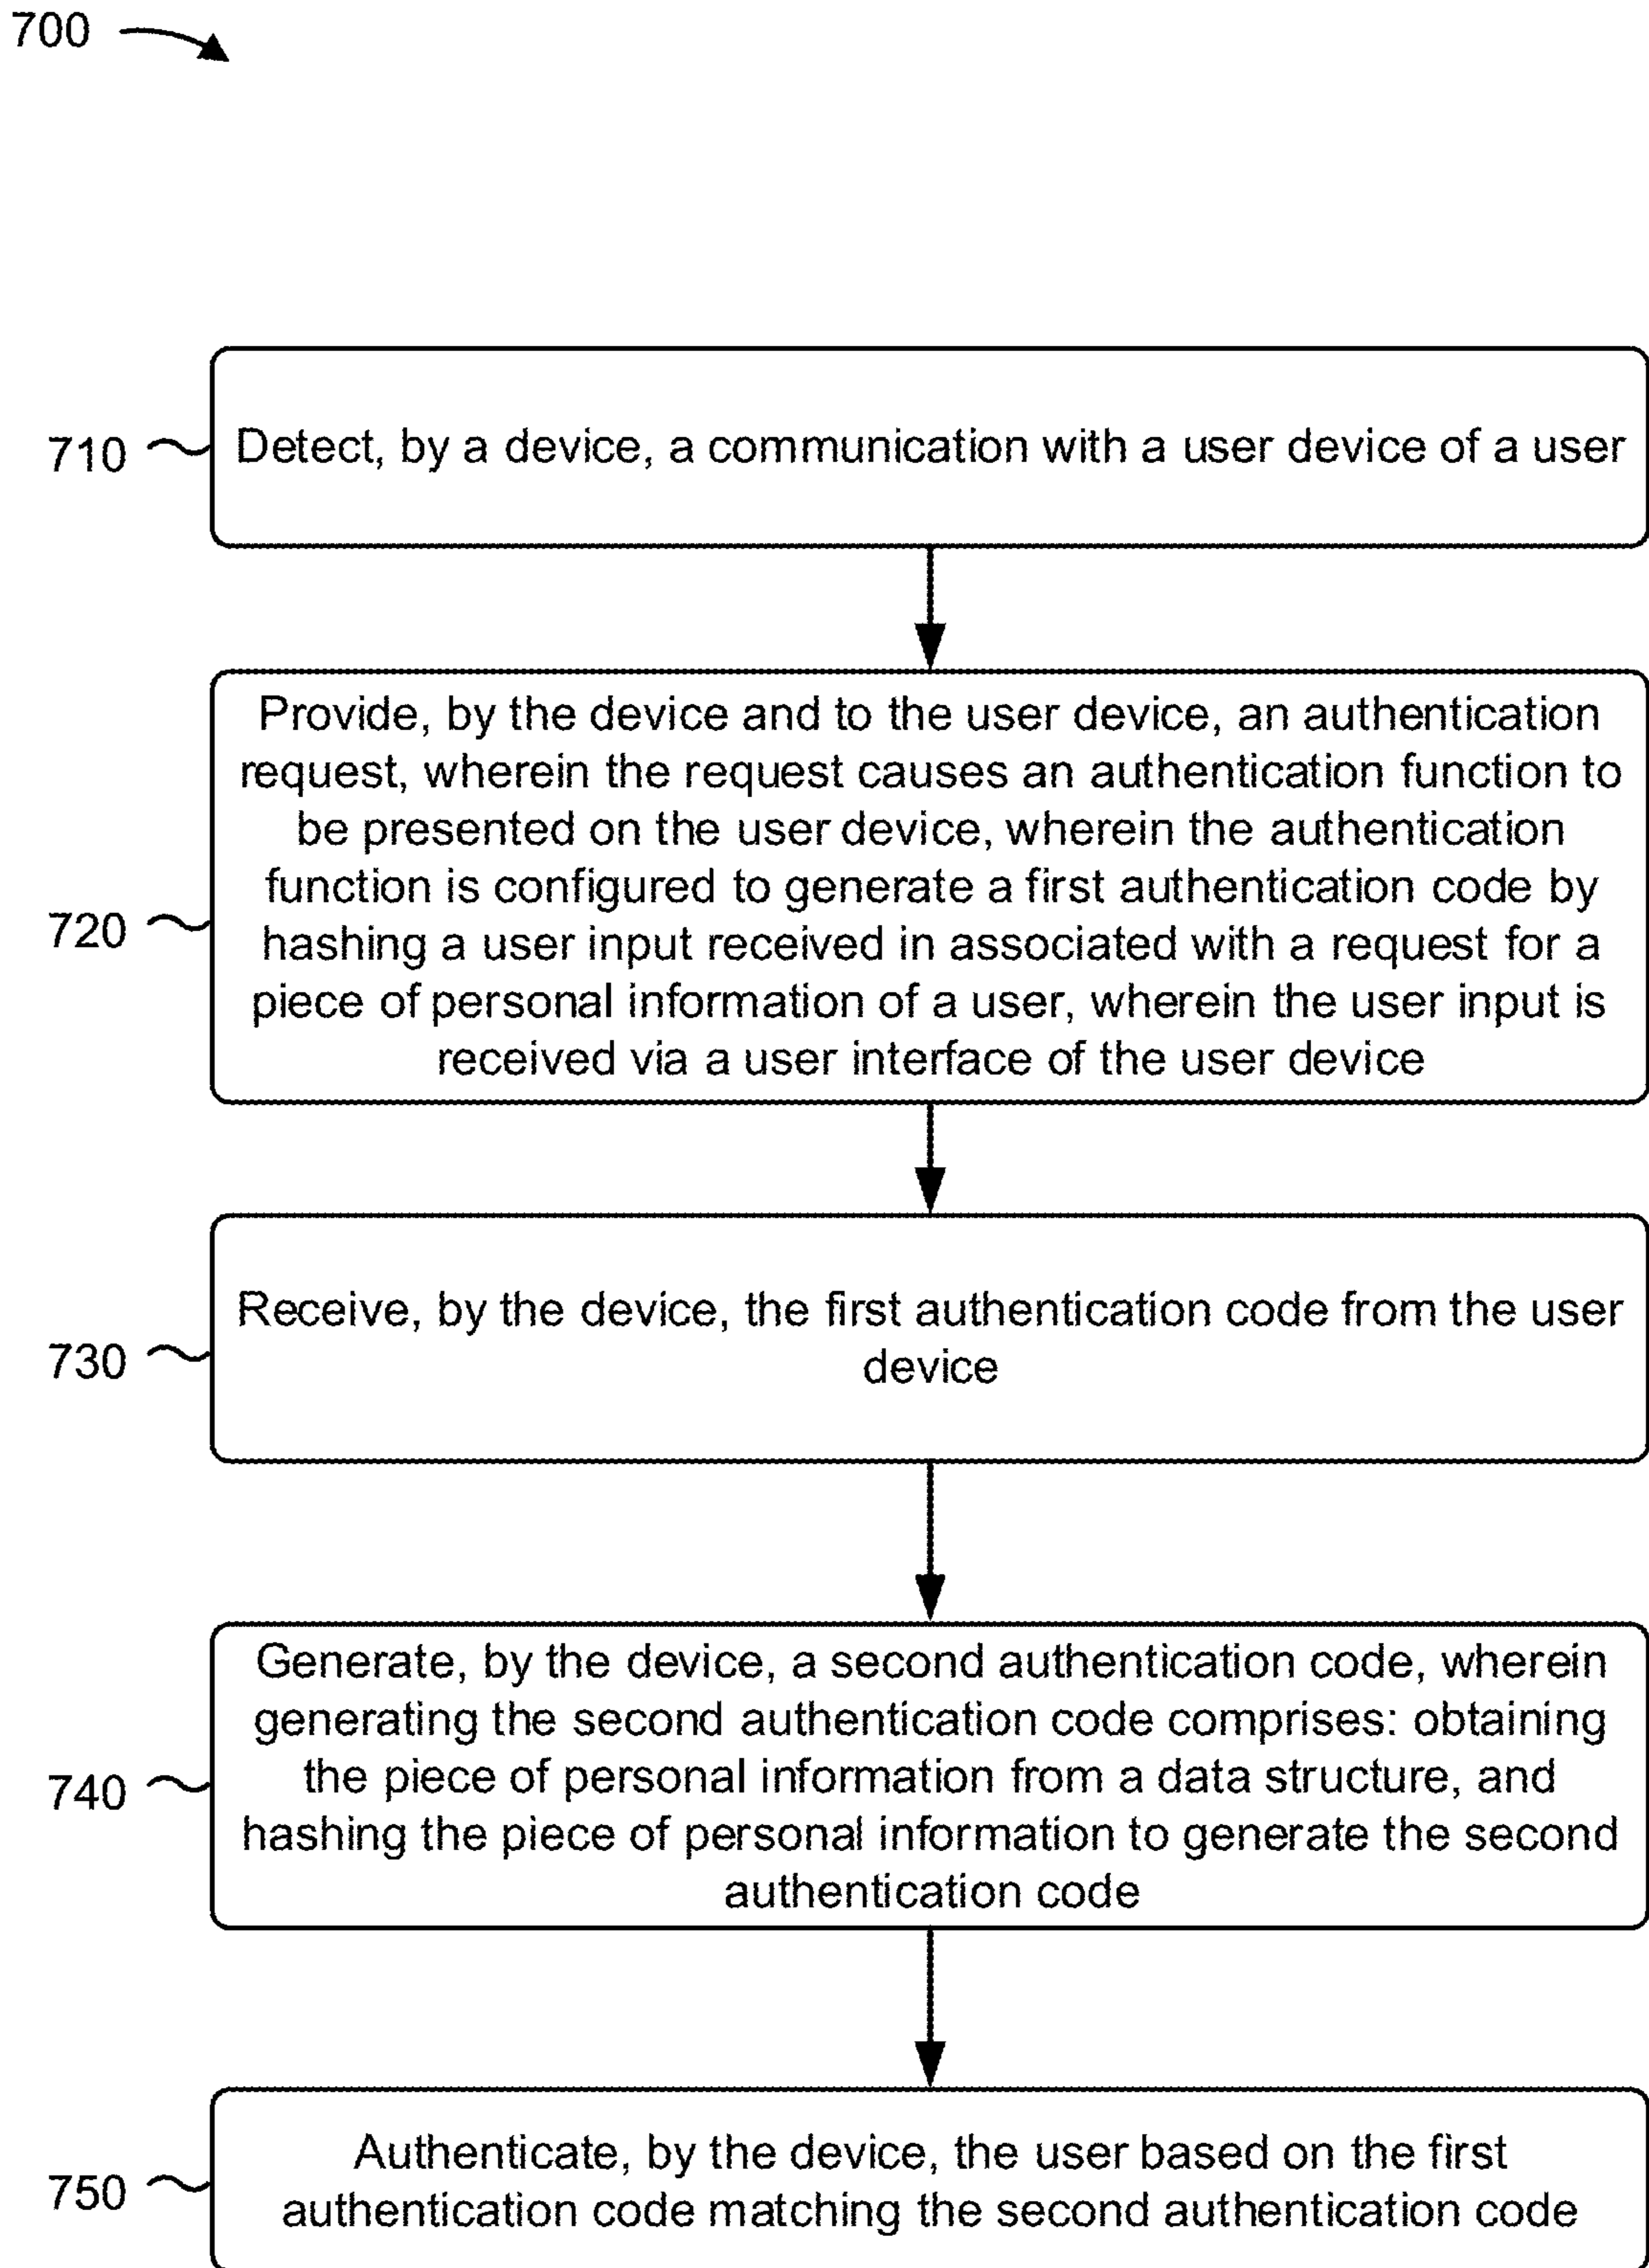 700
710
Detect, by a device, a communication with a user device of a user
720
Provide, by the device and to the user device, an authentication
request, wherein the request causes an authentication function to
be presented on the user device, wherein the authentication
function is configured to generate a first authentication code by
hashing a user input received in associated with a request for a
piece of personal information of a user, wherein the user input is
received via a user interface of the user device
730
Receive, by the device, the first authentication code from the user
device
740
Generate, by the device, a second authentication code, wherein
generating the second authentication code comprises: obtaining
the piece of personal information from a data structure, and
hashing the piece of personal information to generate the second
authentication code
750
Authenticate, by the device, the user based on the first
authentication code matching the second authentication code